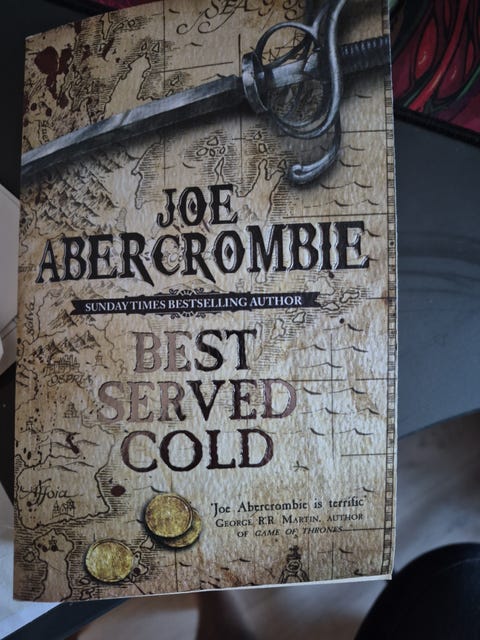 SEA
JOE
ABERCROMBIE
SUNDAY TIMES BESTSELLING AUTHOR
BEST
SERVED
COLD
'Joe Abercrombie is terrific'
GEORGE R.R. MARTIN, AUTHOR
OF GAME OF THRONES